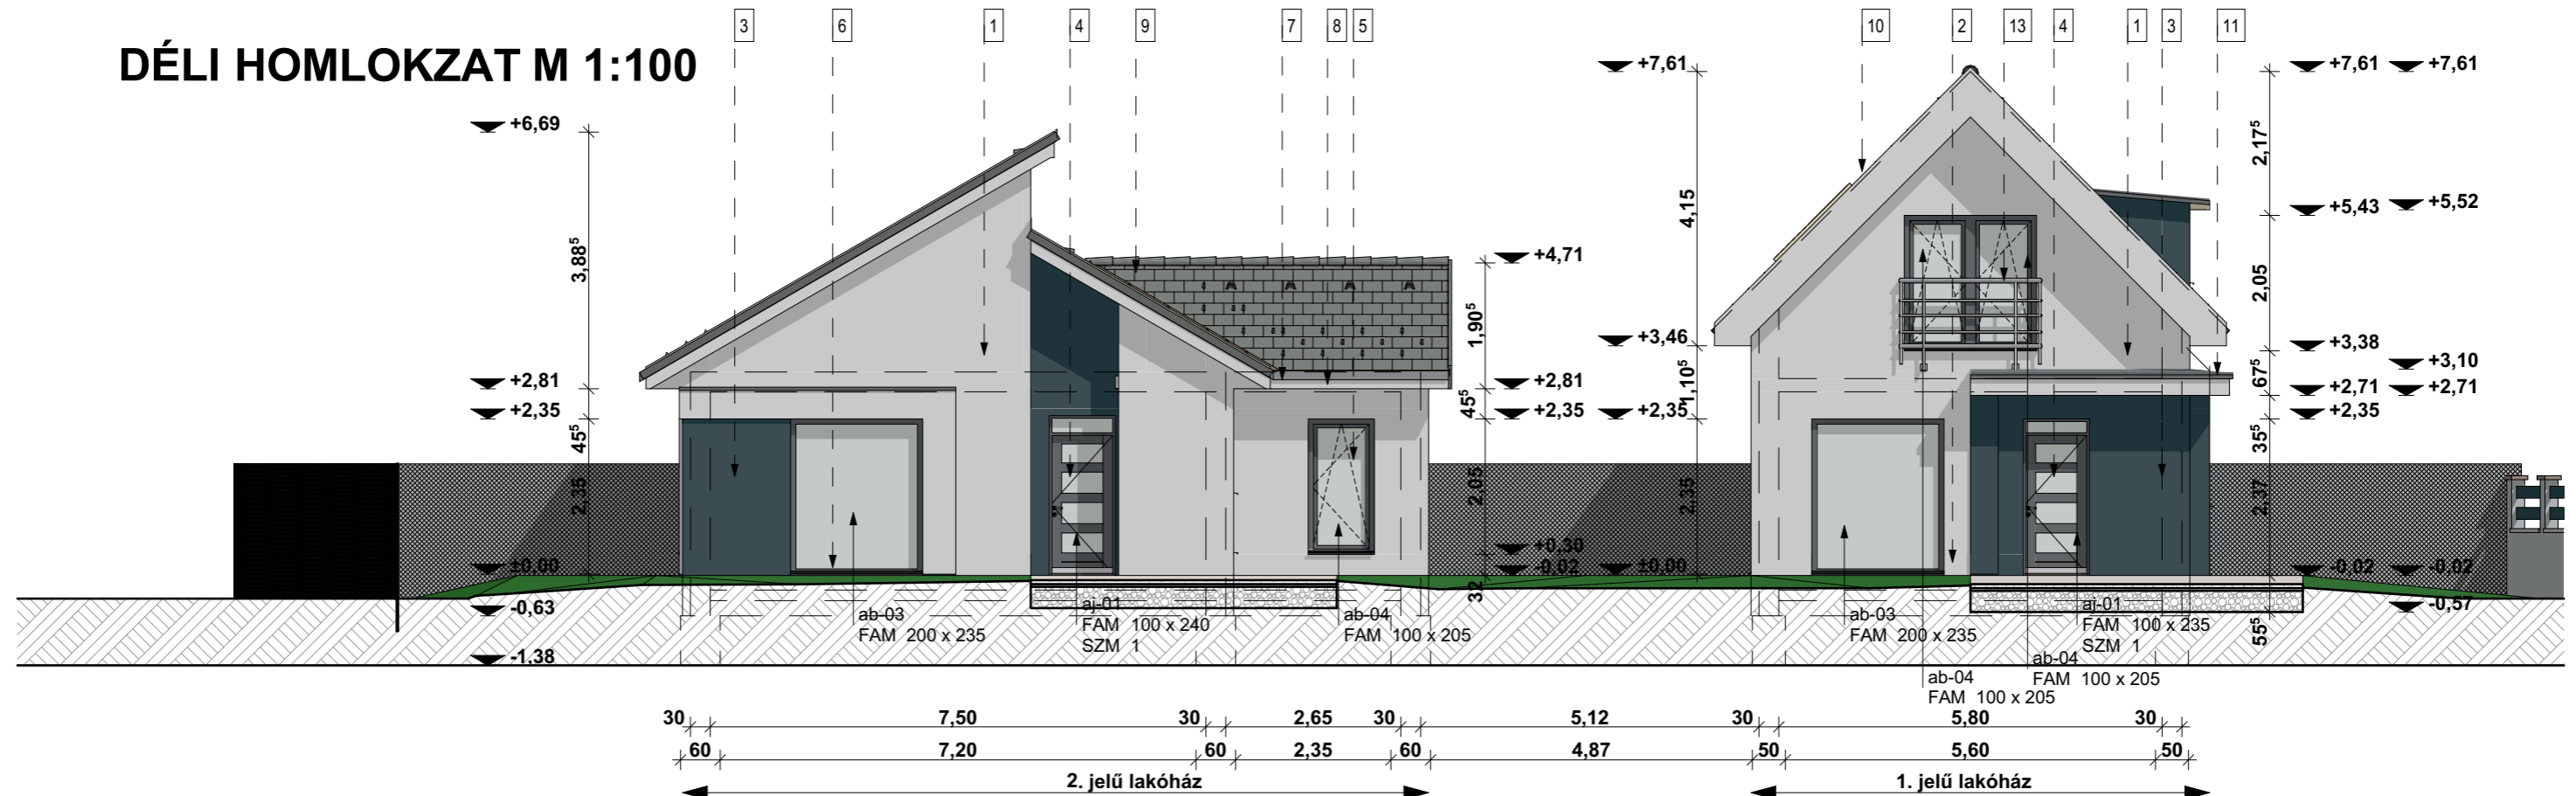 3 6 1 4 9 7 8 5 10 2 13 4 1 3 11
DÉLI HOMLOKZAT M 1:100
+7,61 +7,61 +7,61
+6,69
2,17⁵
4,15
+5,43 +5,52
3,88⁵
+4,71
2,05
1,90⁵
+3,46 +3,38
+3,10
+2,81 +2,81 1,10⁵ 67⁵ +2,71 +2,71
+2,35 45⁵ +2,35 +2,35 +2,35
45⁵ 35⁵
2,35 2,05 2,35 2,37
+0,30
±0,00 -0,02 ±0,00 -0,02 -0,02
32
-0,63 -0,57
55⁵
ab-03
FAM 200 x 235
aj-01
FAM 100 x 240
SZM 1
ab-04
FAM 100 x 205
ab-03
FAM 200 x 235
aj-01
FAM 100 x 235
SZM 1
-1,38
ab-04
FAM 100 x 205
ab-04
FAM 100 x 205
30 7,50 30 2,65 30 5,12 30 5,80 30
60 7,20 60 2,35 60 4,87 50 5,60 50
2. jelű lakóház 1. jelű lakóház